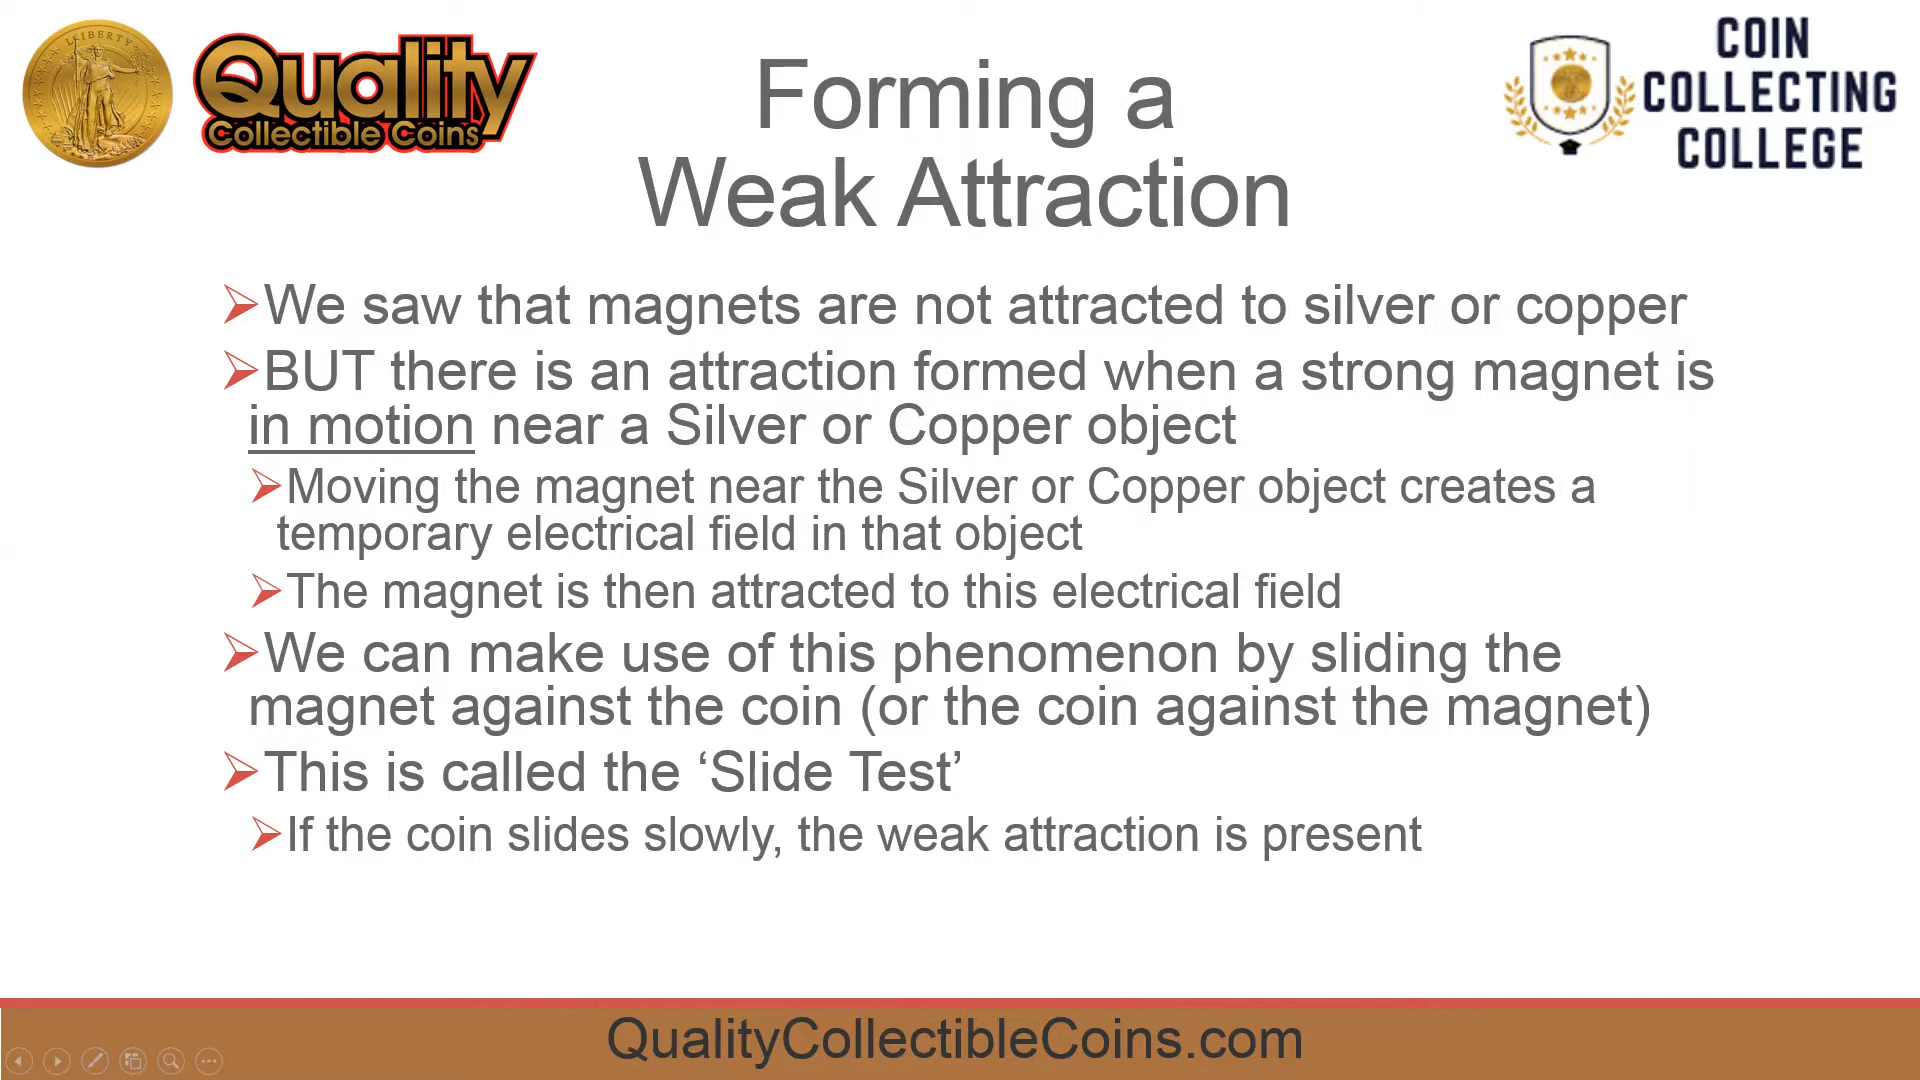 LEIBERTY
Quality
Collectible Coins
Forming a
Weak Attraction
COIN
COLLECTING
COLLEGE
We saw that magnets are not attracted to silver or copper
BUT there is an attraction formed when a strong magnet is
in motion near a Silver or Copper object
Moving the magnet near the Silver or Copper object creates a
temporary electrical field in that object
The magnet is then attracted to this electrical field
We can make use of this phenomenon by sliding the
magnet against the coin (or the coin against the magnet)
This is called the ‘Slide Test’
If the coin slides slowly, the weak attraction is present
QualityCollectibleCoins.com